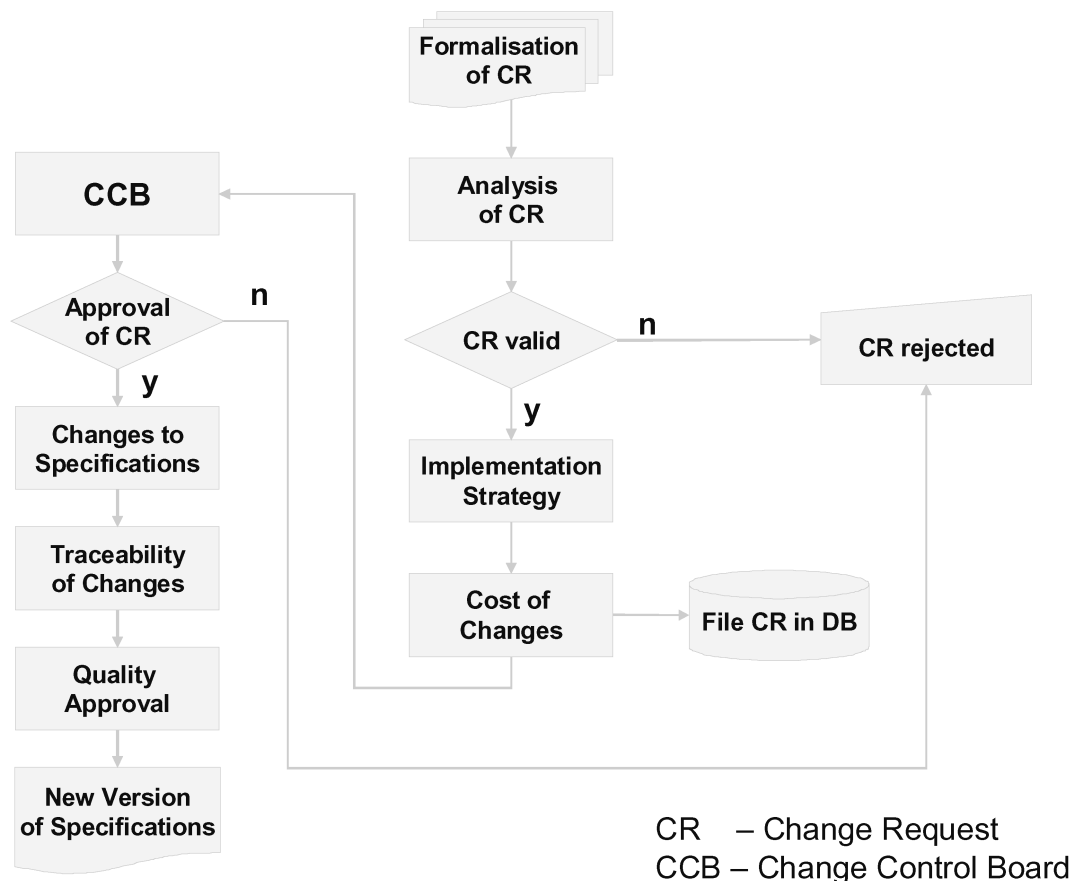 Formalisation
of CR
Analysis
of CR
CR valid
n
CR rejected
y
Implementation
Strategy
Cost of
Changes
File CR in DB
CCB
Approval
of CR
n
y
Changes to
Specifications
Traceability
of Changes
Quality
Approval
New Version
of Specifications
CR – Change Request
CCB – Change Control Board